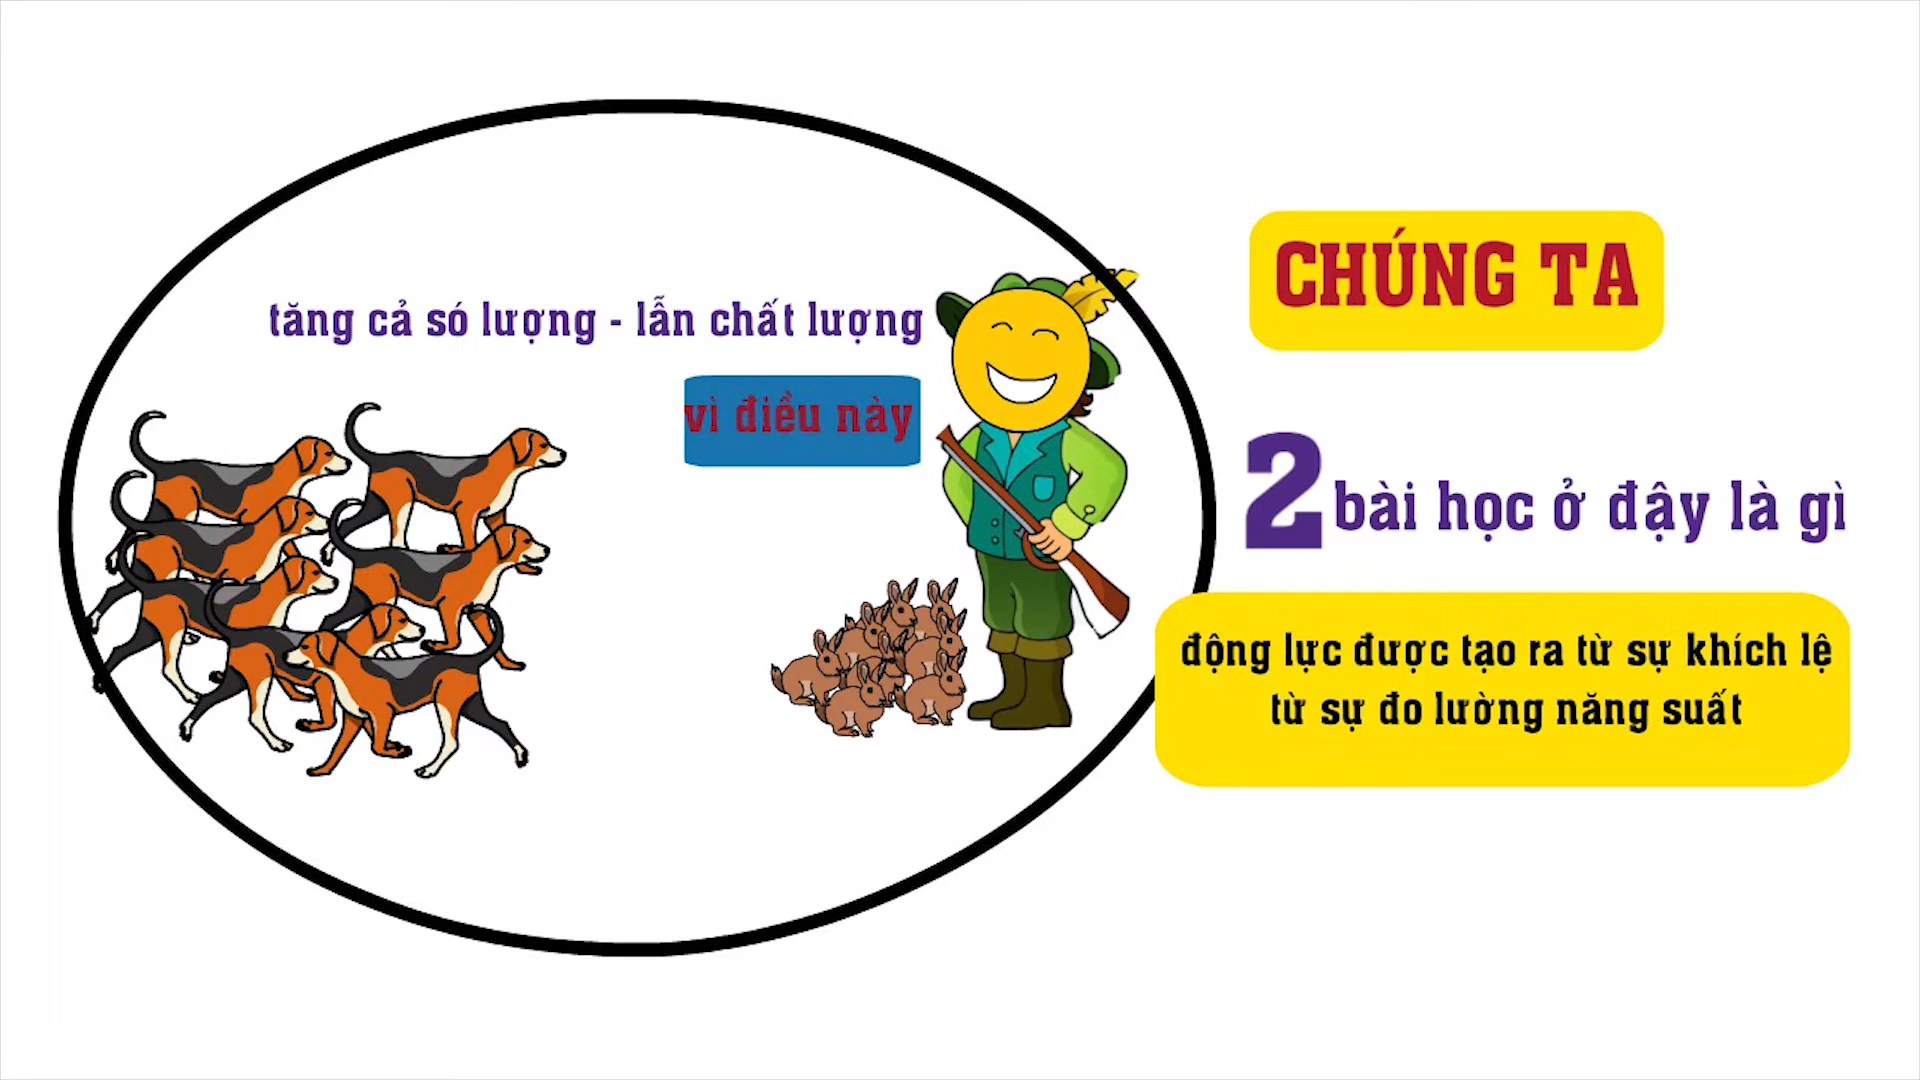 tăng cả só lượng - lẫn chất lượng
vì điều này
CHÚNG TA
2 bài học ở đậy là gì
động lực được tạo ra từ sự khích lệ
từ sự đo lường năng suất